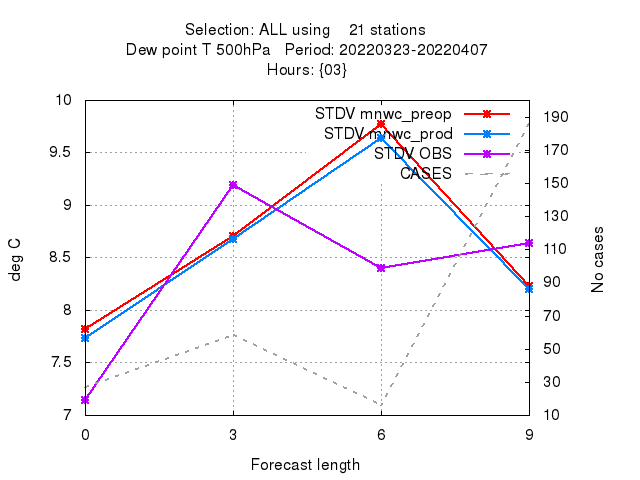 Selection: ALL using    21 stations
Dew point T 500hPa   Period: 20220323-20220407
Hours: {03}
STDV mnwc_preop
STDV mnwc_prod
STDV OBS
CASES
deg C
10
9.5
9
8.5
8
7.5
7
No cases
190
170
150
130
110
90
70
50
30
10
0 3 6 9
Forecast length